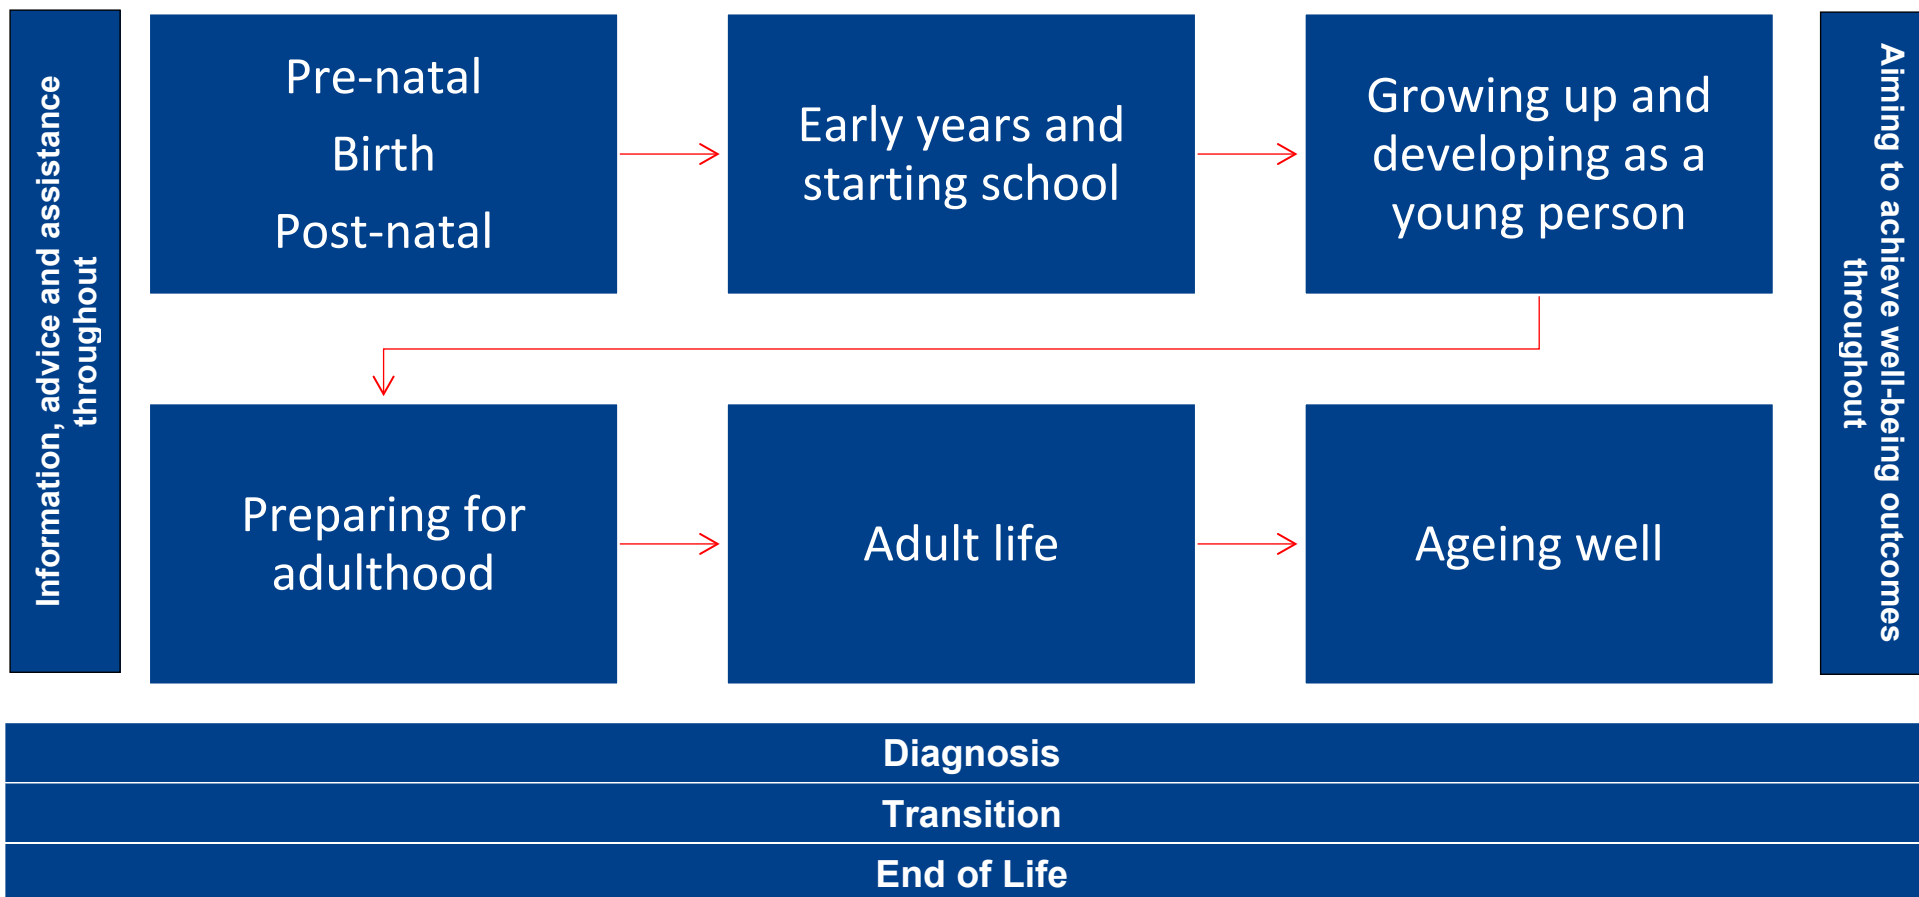 Information, advice and assistance
throughout
Pre-natal
Birth
Post-natal
Early years and
starting school
Growing up and
developing as a
young person
Aiming to achieve well-being outcomes
throughout
Preparing for
adulthood
Adult life
Ageing well
Diagnosis
Transition
End of Life